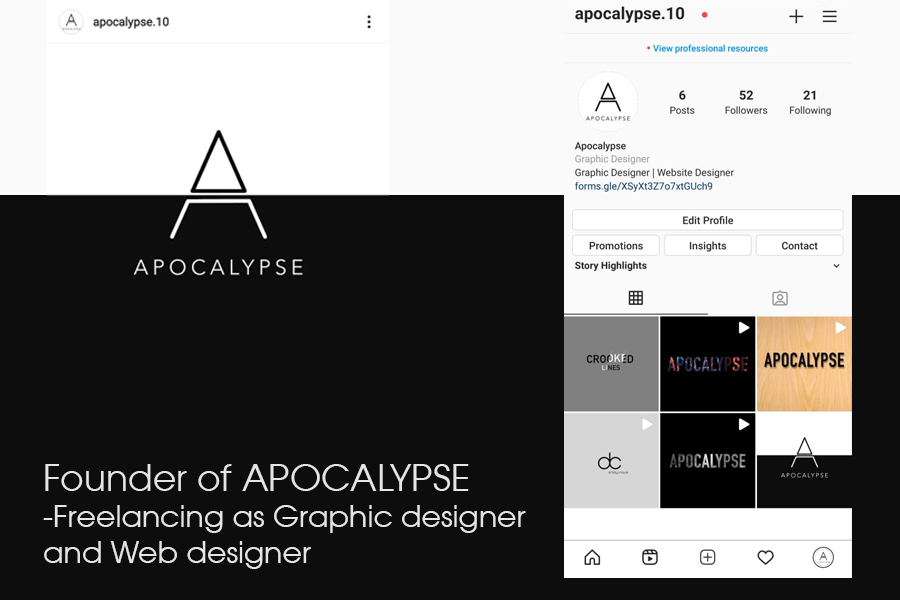 apocalypse.10
APOCALYPSE
Founder of APOCALYPSE
-Freelancing as Graphic designer
and Web designer
apocalypse.10
• View professional resources
APOCALYPSE
6 52 21
Posts Followers Following
Apocalypse
Graphic Designer
Graphic Designer | Website Designer
forms.gle/XSyXt3Z7o7xtGUch9
Edit Profile
Promotions Insights Contact
Story Highlights
CROOKED
LINES
APOCALYPSE
APOCALYPSE
dc
APOCALYPSE
APOCALYPSE